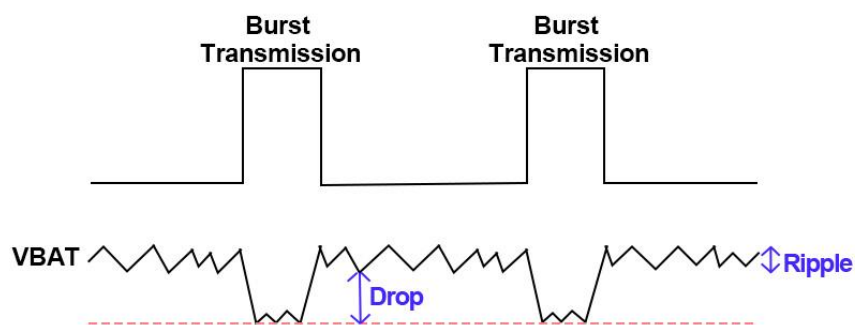 Burst
Transmission
Burst
Transmission
VBAT
Drop
Ripple